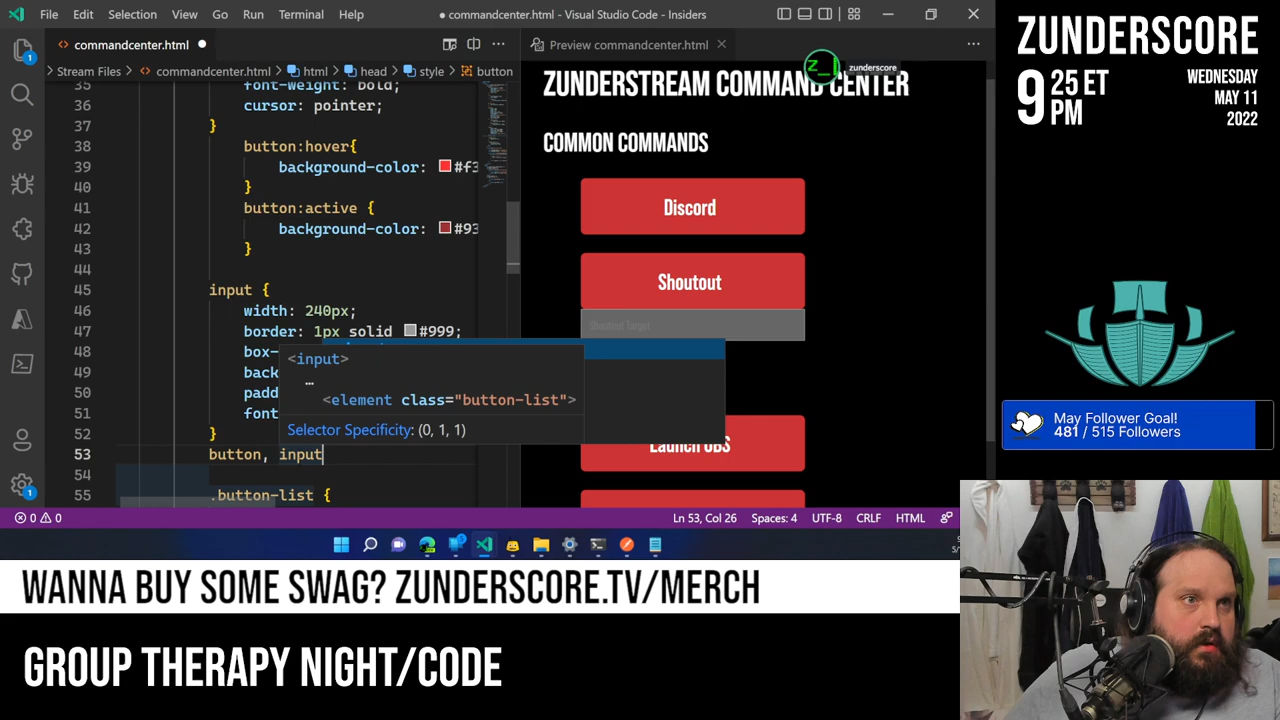 File Edit Selection View Go Run Terminal Help
● commandcenter.html - Visual Studio Code - Insiders
commandcenter.html
Preview commandcenter.html
Stream Files > commandcenter.html > html > head > style > button
35 font-weight: bold;
36 cursor: pointer;
37 }
38 button:hover{
39 background-color: #f3
40 }
41 button:active {
42 background-color: #93
43 }
44
45 input {
46 width: 240px;
47 border: 1px solid #999;
48 box-
49 back
50 padd
51 font
52 }
53 button, input
54
55 .button-list {
<input>
…
<element class="button-list">
Selector Specificity: (0, 1, 1)
ZUNDERSTREAM COMMAND CENTER
z_
zunderscore
COMMON COMMANDS
Discord
Shoutout
Shoutout Target
Launch OBS
0 0
Ln 53, Col 26 Spaces: 4 UTF-8 CRLF HTML
ZUNDERSCORE
9 25 ET
PM
WEDNESDAY
MAY 11
2022
May Follower Goal!
481 / 515 Followers
WANNA BUY SOME SWAG? ZUNDERSCORE.TV/MERCH
GROUP THERAPY NIGHT/CODE